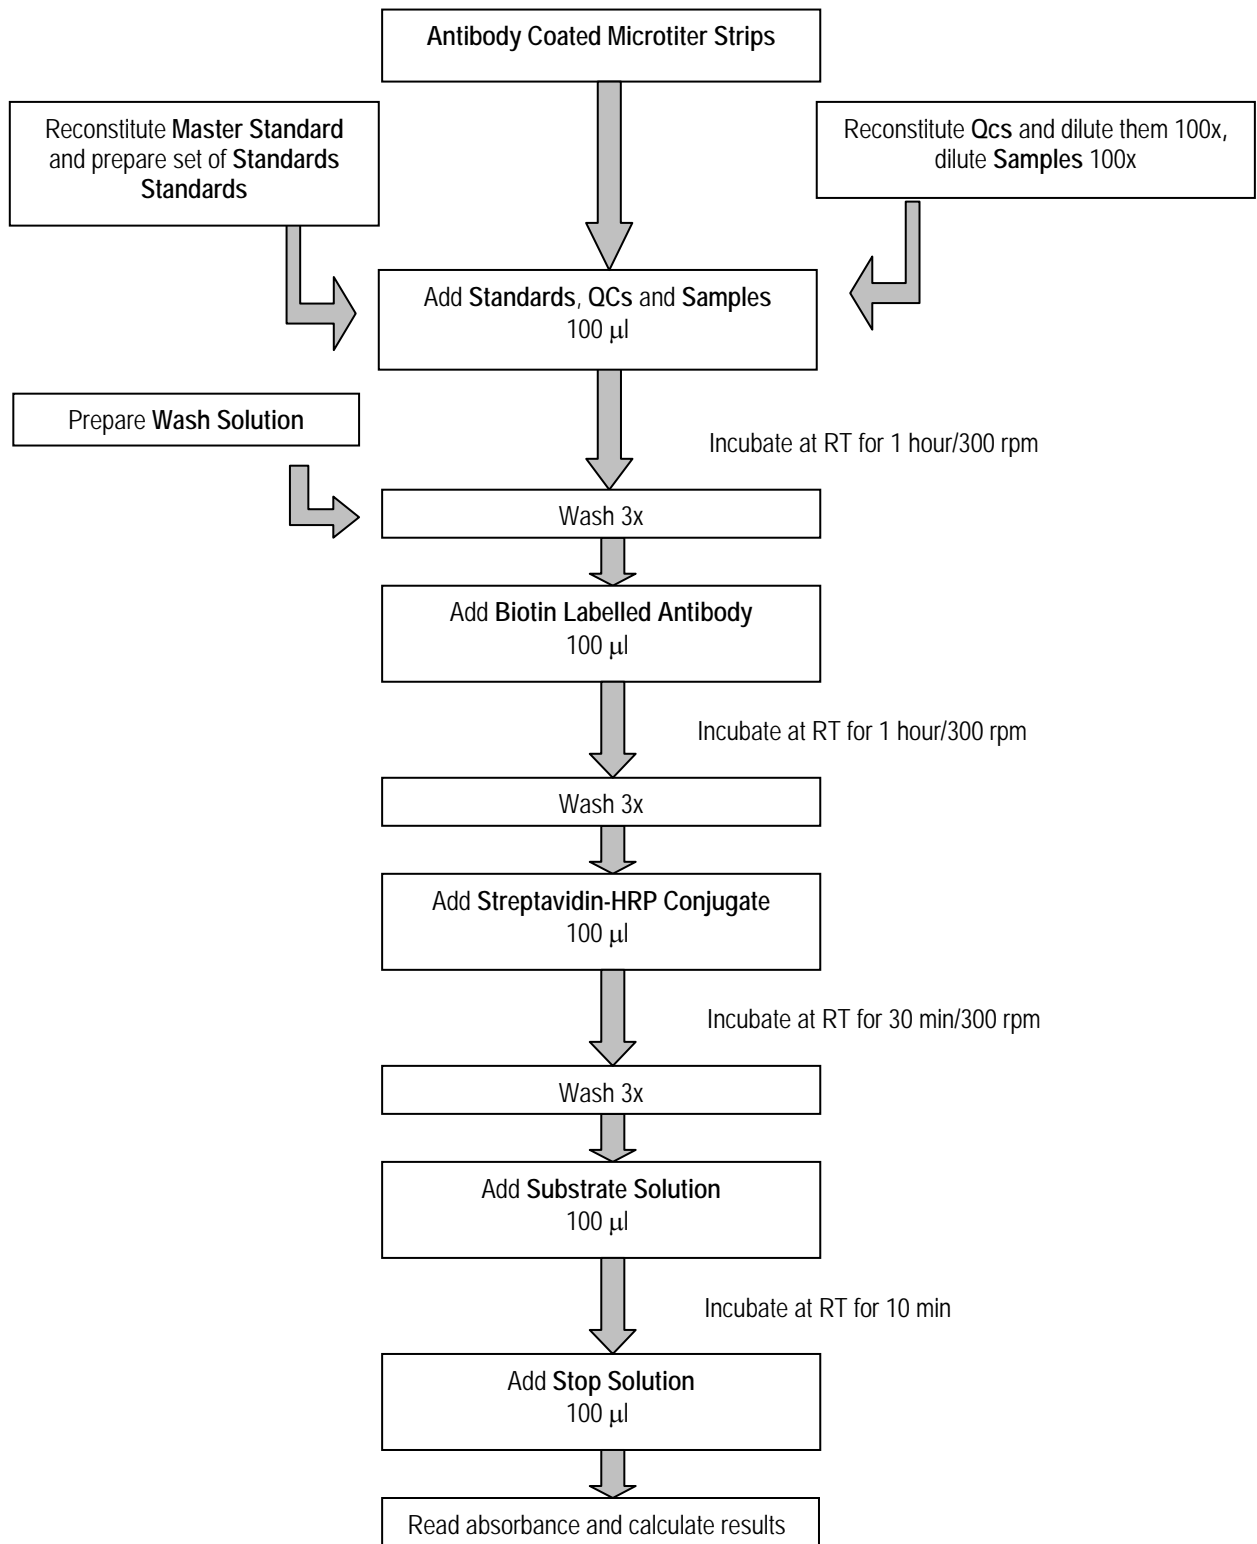 Antibody Coated Microtiter Strips
Reconstitute Master Standard
and prepare set of Standards
Standards
Reconstitute Qcs and dilute them 100x,
dilute Samples 100x
Add Standards, QCs and Samples
100 µl
Prepare Wash Solution
Incubate at RT for 1 hour/300 rpm
Wash 3x
Add Biotin Labelled Antibody
100 µl
Incubate at RT for 1 hour/300 rpm
Wash 3x
Add Streptavidin-HRP Conjugate
100 µl
Incubate at RT for 30 min/300 rpm
Wash 3x
Add Substrate Solution
100 µl
Incubate at RT for 10 min
Add Stop Solution
100 µl
Read absorbance and calculate results